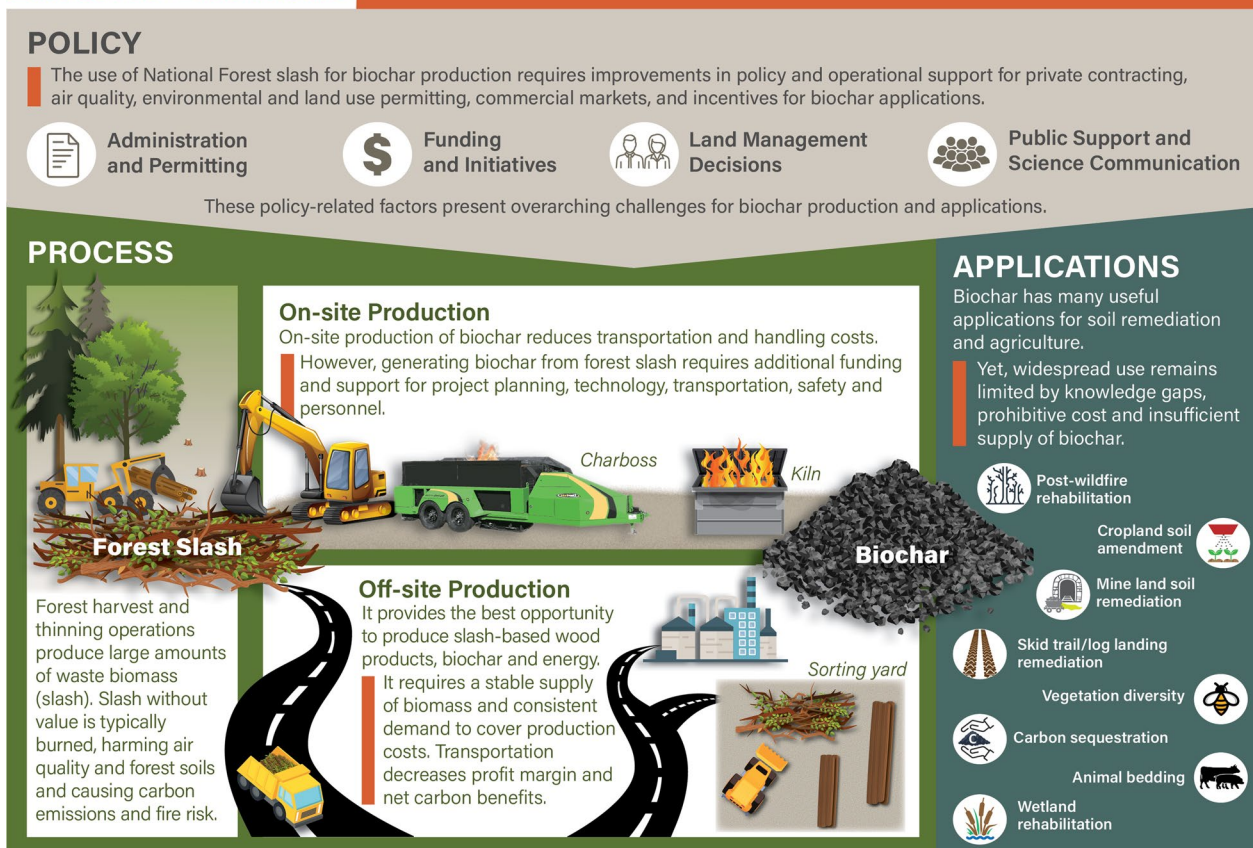 POLICY
The use of National Forest slash for biochar production requires improvements in policy and operational support for private contracting,
air quality, environmental and land use permitting, commercial markets, and incentives for biochar applications.
Administration
and Permitting
Funding
and Initiatives
Land Management
Decisions
Public Support and
Science Communication
These policy-related factors present overarching challenges for biochar production and applications.
PROCESS
Forest Slash
Forest harvest and
thinning operations
produce large amounts
of waste biomass
(slash). Slash without
value is typically
burned, harming air
quality and forest soils
and causing carbon
emissions and fire risk.
On-site Production
On-site production of biochar reduces transportation and handling costs.
However, generating biochar from forest slash requires additional funding
and support for project planning, technology, transportation, safety and
personnel.
Charboss
Kiln
Biochar
Off-site Production
It provides the best opportunity
to produce slash-based wood
products, biochar and energy.
It requires a stable supply
of biomass and consistent
demand to cover production
costs. Transportation
decreases profit margin and
net carbon benefits.
Sorting yard
APPLICATIONS
Biochar has many useful
applications for soil remediation
and agriculture.
Yet, widespread use remains
limited by knowledge gaps,
prohibitive cost and insufficient
supply of biochar.
Post-wildfire
rehabilitation
Cropland soil
amendment
Mine land soil
remediation
Skid trail/log landing
remediation
Vegetation diversity
C
Carbon sequestration
Animal bedding
Wetland
rehabilitation